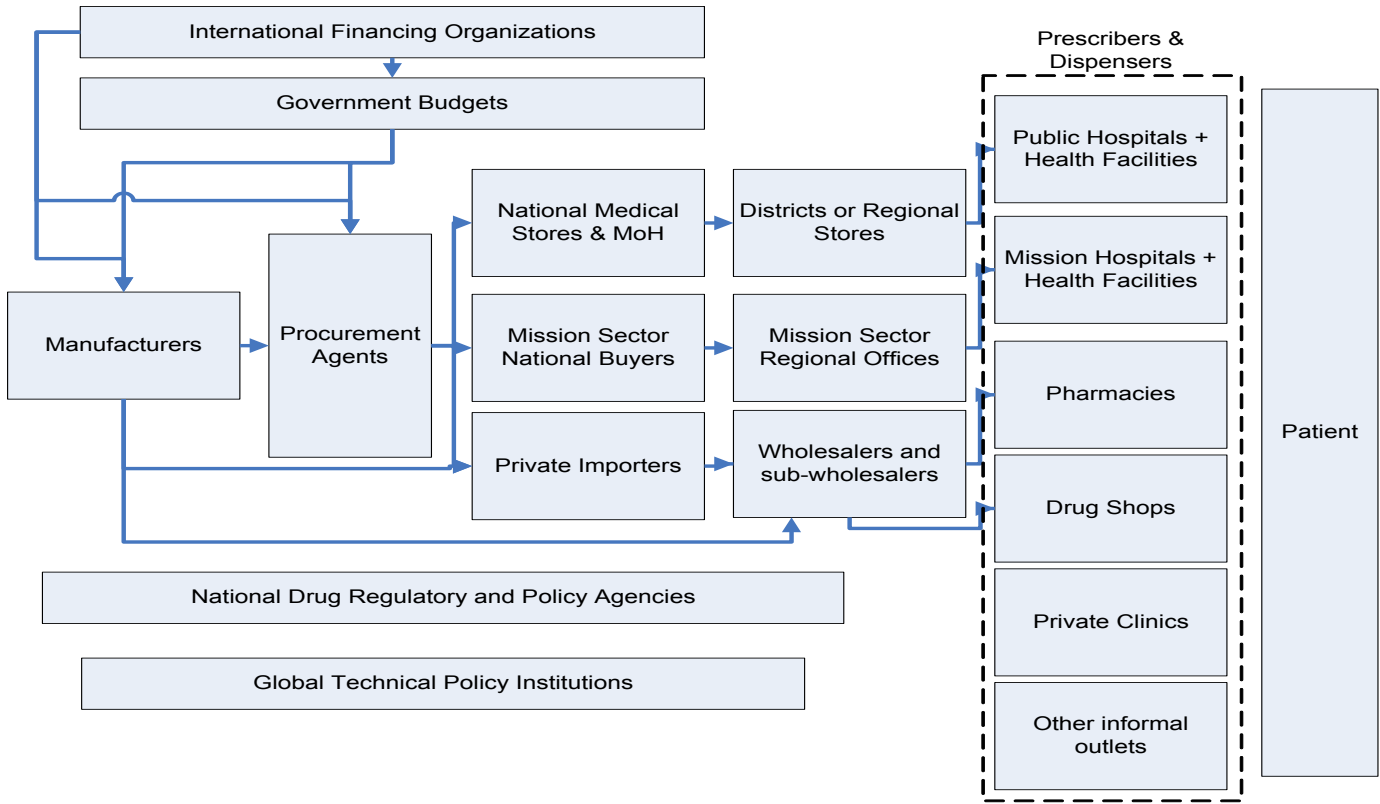 International Financing Organizations
Government Budgets
Prescribers &
Dispensers
Public Hospitals +
Health Facilities
National Medical
Stores & MoH
Districts or Regional
Stores
Mission Hospitals +
Health Facilities
Manufacturers
Procurement
Agents
Mission Sector
National Buyers
Mission Sector
Regional Offices
Pharmacies
Patient
Private Importers
Wholesalers and
sub-wholesalers
Drug Shops
National Drug Regulatory and Policy Agencies
Private Clinics
Global Technical Policy Institutions
Other informal
outlets